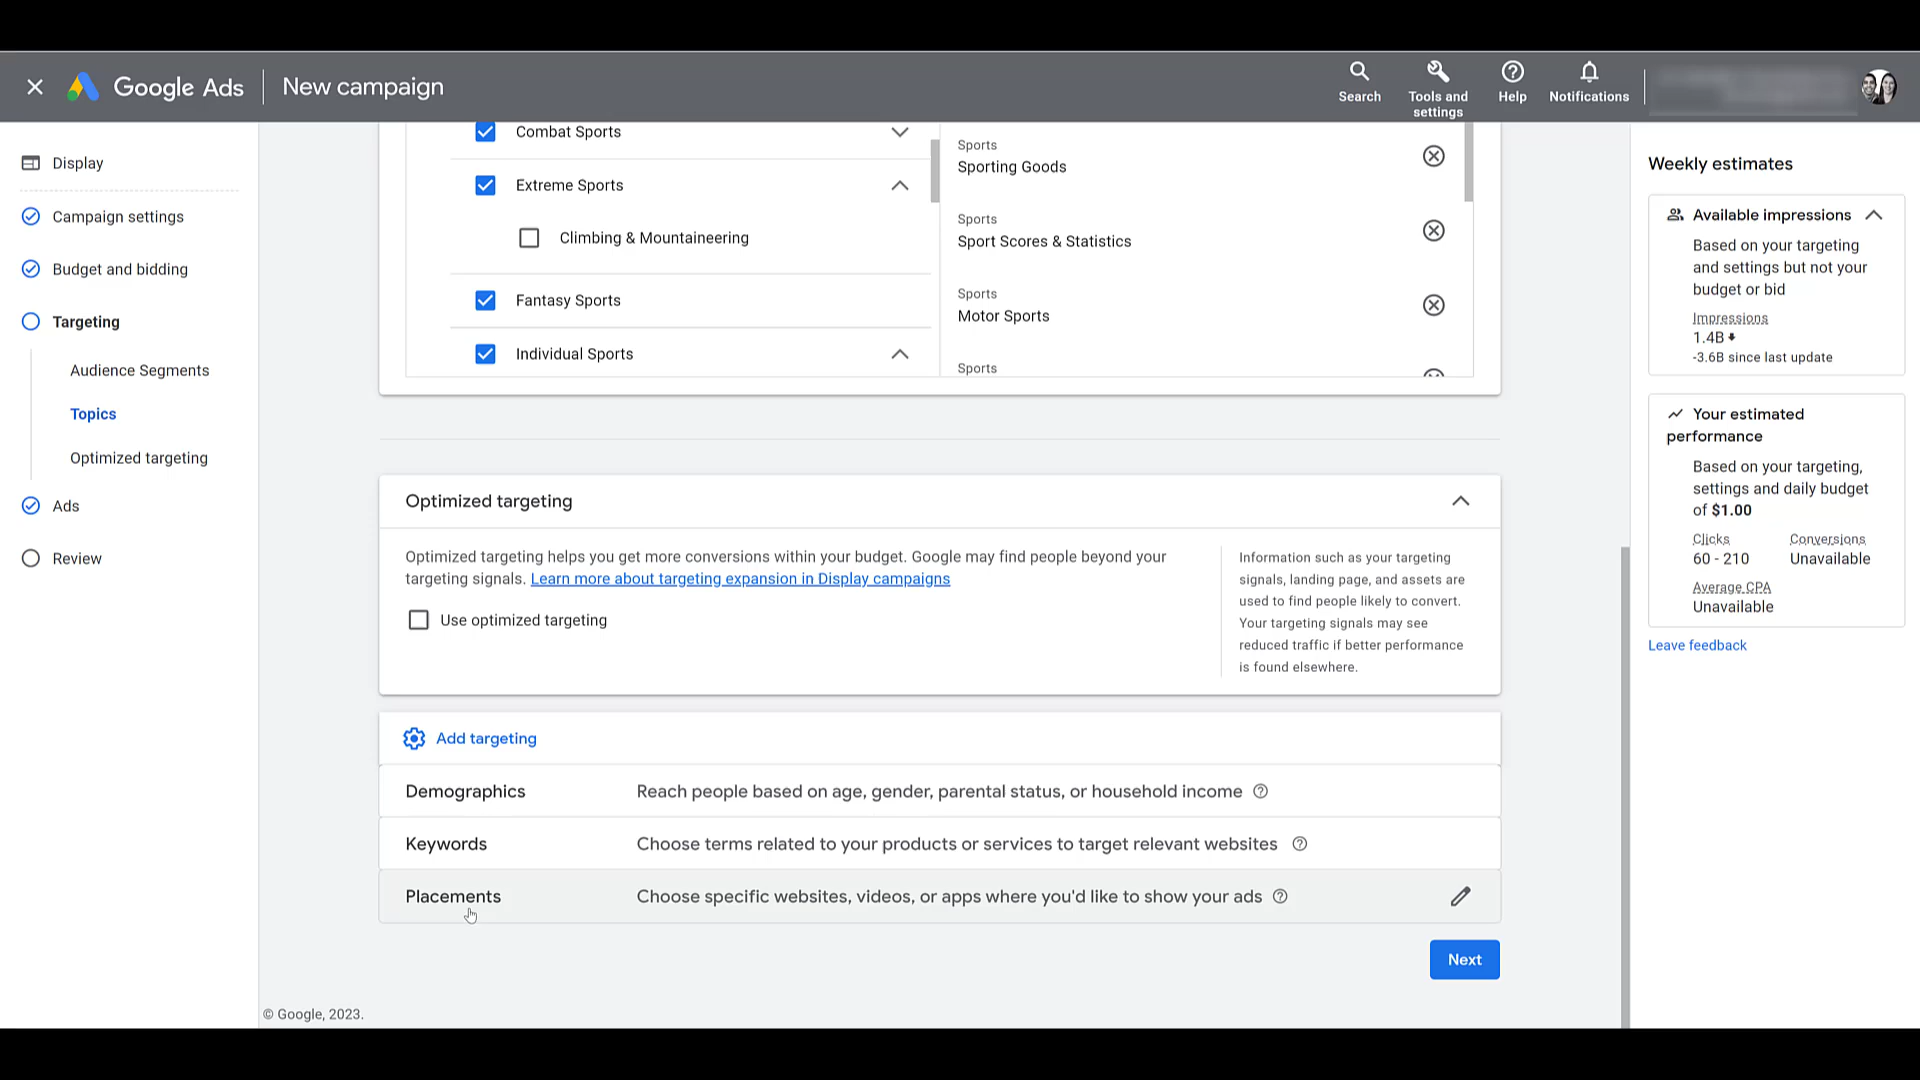 Google Ads
New campaign
Search
Tools and
settings
Help
Notifications
Display
Campaign settings
Budget and bidding
Targeting
Audience Segments
Topics
Optimized targeting
Ads
Review
Combat Sports
Extreme Sports
Climbing & Mountaineering
Fantasy Sports
Individual Sports
Sports
Sporting Goods
Sports
Sport Scores & Statistics
Sports
Motor Sports
Sports
Optimized targeting
Optimized targeting helps you get more conversions within your budget. Google may find people beyond your
targeting signals. Learn more about targeting expansion in Display campaigns
Use optimized targeting
Information such as your targeting
signals, landing page, and assets are
used to find people likely to convert.
Your targeting signals may see
reduced traffic if better performance
is found elsewhere.
Add targeting
Demographics Reach people based on age, gender, parental status, or household income
Keywords Choose terms related to your products or services to target relevant websites
Placements Choose specific websites, videos, or apps where you'd like to show your ads
Next
© Google, 2023.
Weekly estimates
Available impressions
Based on your targeting
and settings but not your
budget or bid
Impressions
1.4B
-3.6B since last update
Your estimated
performance
Based on your targeting,
settings and daily budget
of $1.00
Clicks Conversions
60 - 210 Unavailable
Average CPA
Unavailable
Leave feedback